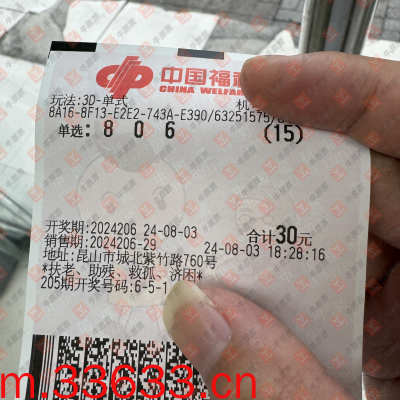 中国福利
CHINA WELFA
玩法:3D-单式
机
8A16-8F13-E2E2-743A-E390/63251575/
单选: 8 0 6 (15)
开奖期:2024206 24-08-03 合计30元
销售期:2024206-29 24-08-03 18:28:16
地址:昆山市城北紫竹路760号
*扶老、助残、救孤、济困*
205期开奖号码:6-5-1
m.33633.cn